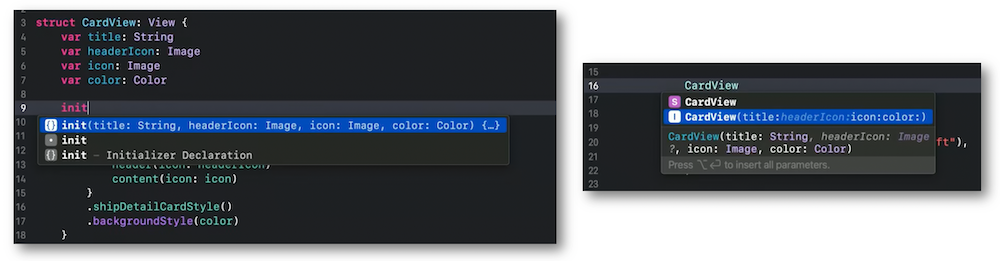 2
3 struct CardView: View {
4 var title: String
5 var headerIcon: Image
6 var icon: Image
7 var color: Color
8
9 init
10 {} init(title: String, headerIcon: Image, icon: Image, color: Color) {…}
11 init
12 {} init — Initializer Declaration
13 header(icon: headerIcon)
14 content(icon: icon)
15 }
16 .shipDetailCardStyle()
17 .backgroundStyle(color)
18 }
15
16 CardView
17 S CardView
18 I CardView(title:headerIcon:icon:color:)
19
20 CardView(title: String, headerIcon: Image
21 ?, icon: Image, color: Color) ft"),
22 Press ⌥⏎ to insert all parameters.
23